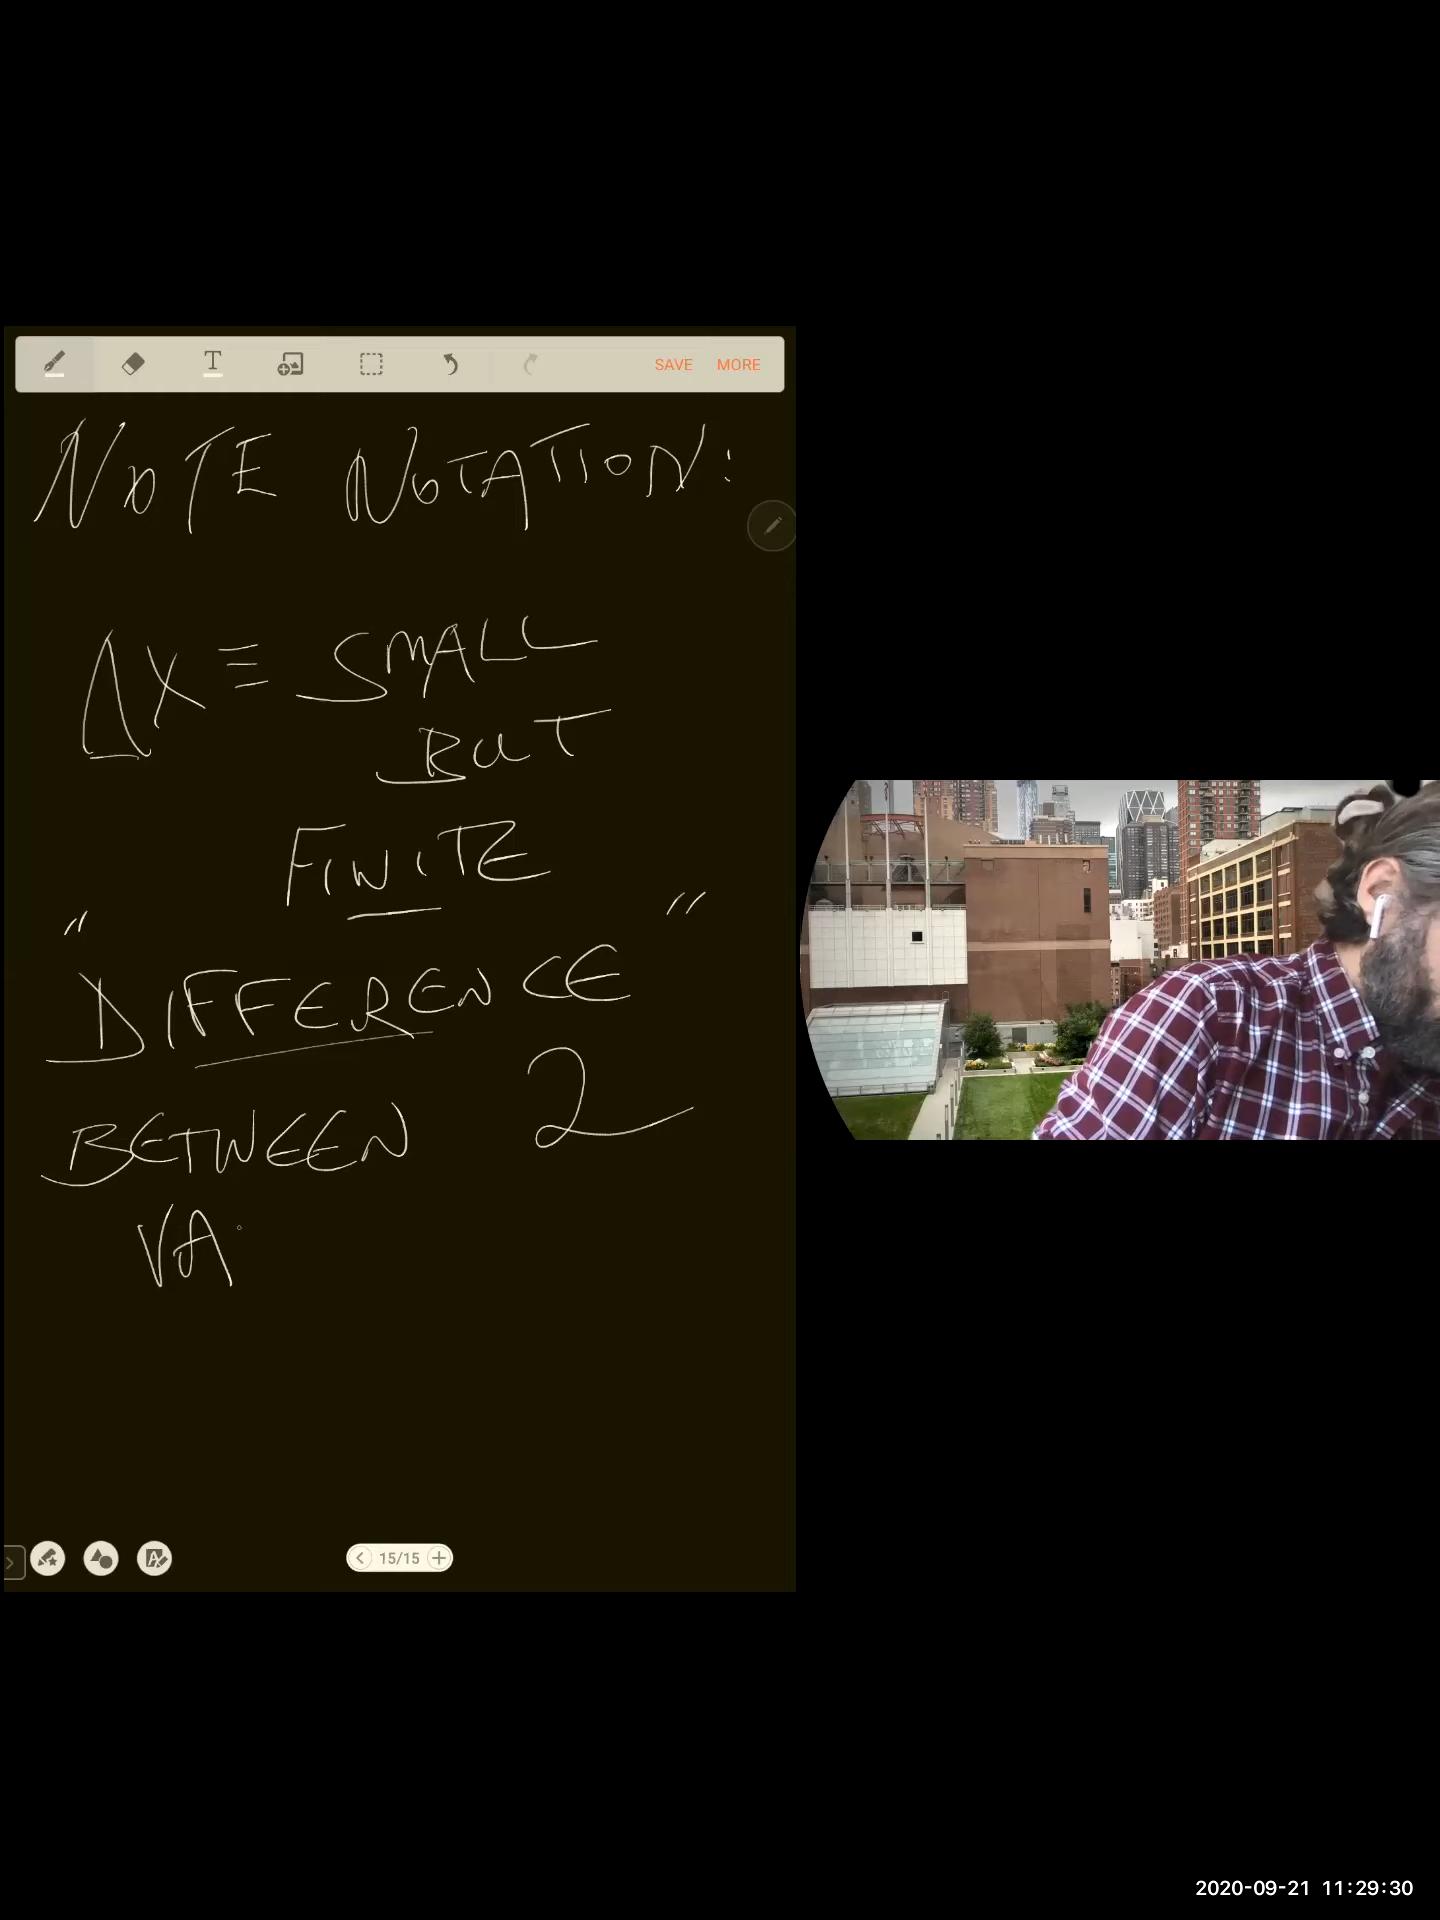 SAVE MORE
NOTE NOTATION:
Δx ≡ SMALL
BUT
FINITE
"DIFFERENCE"
BETWEEN 2
VA
15/15
2020-09-21 11:29:30